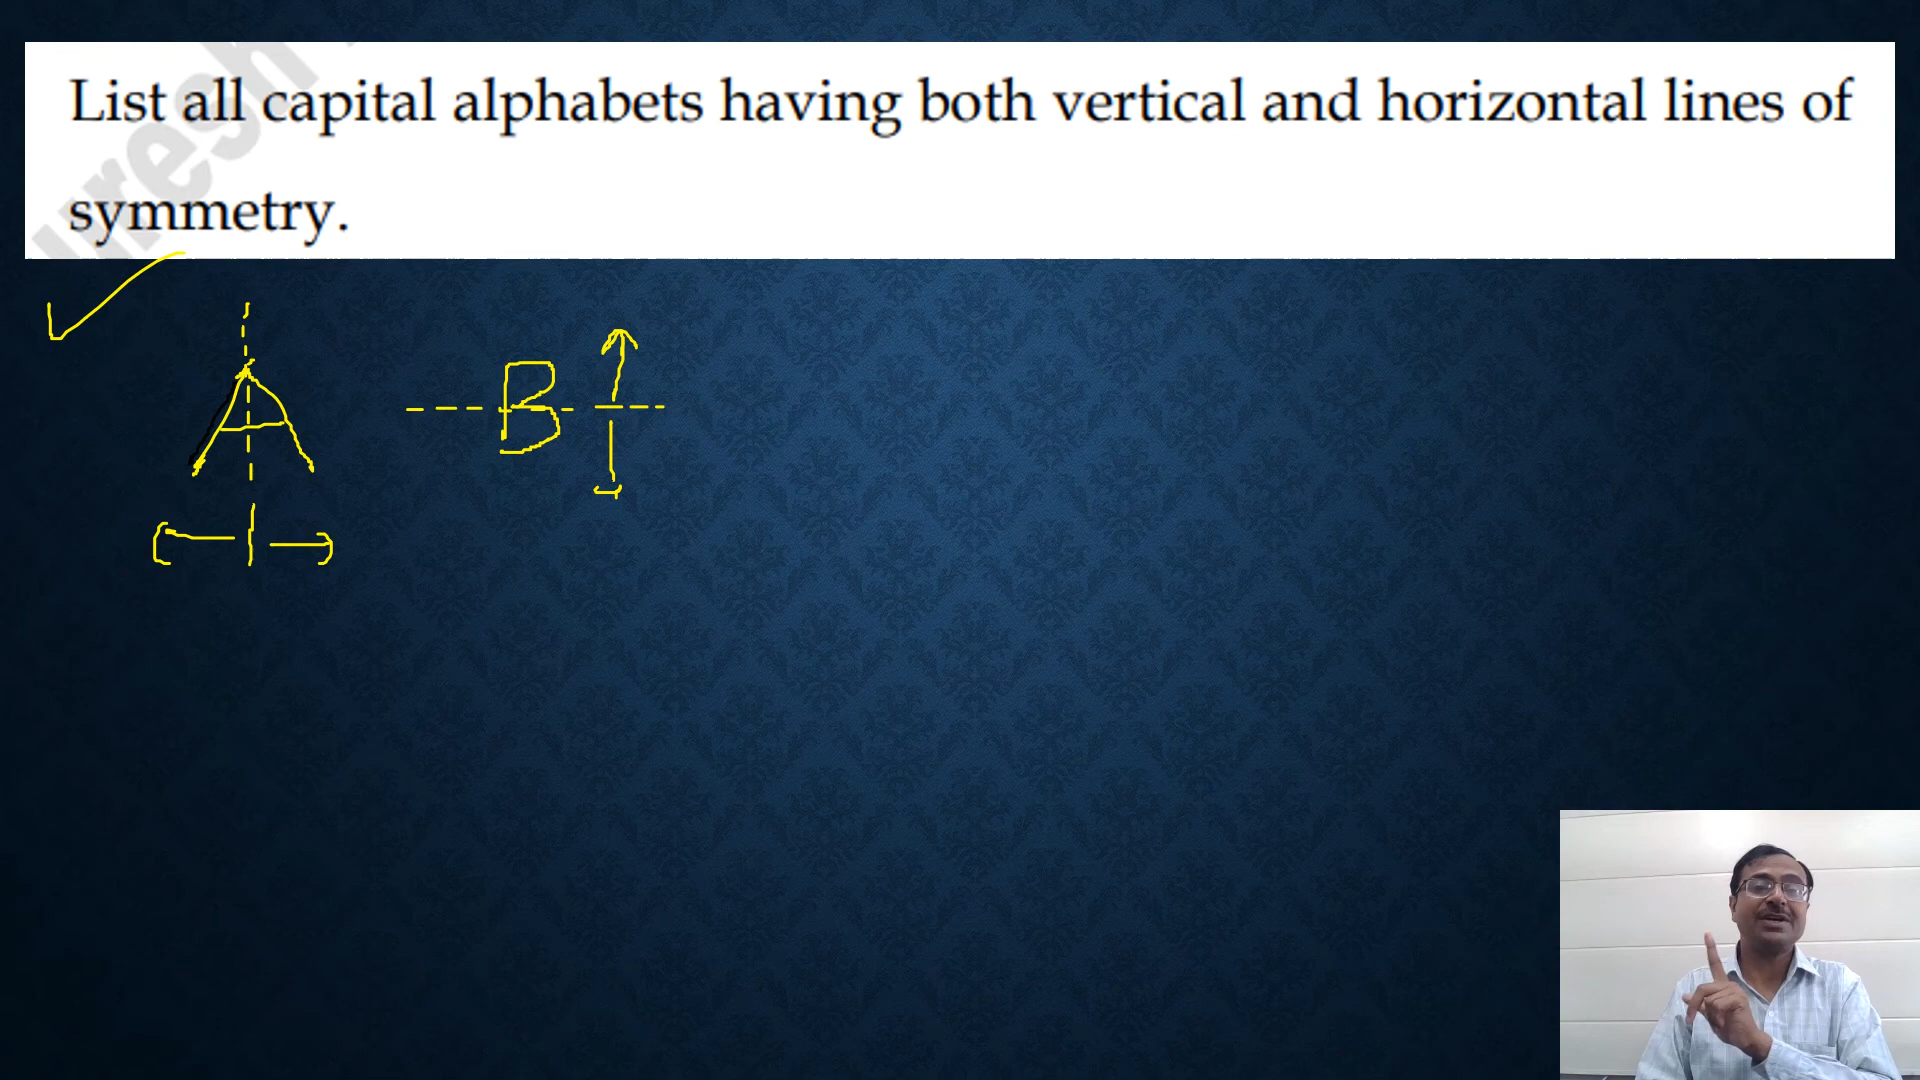 List all capital alphabets having both vertical and horizontal lines of
symmetry.
A B